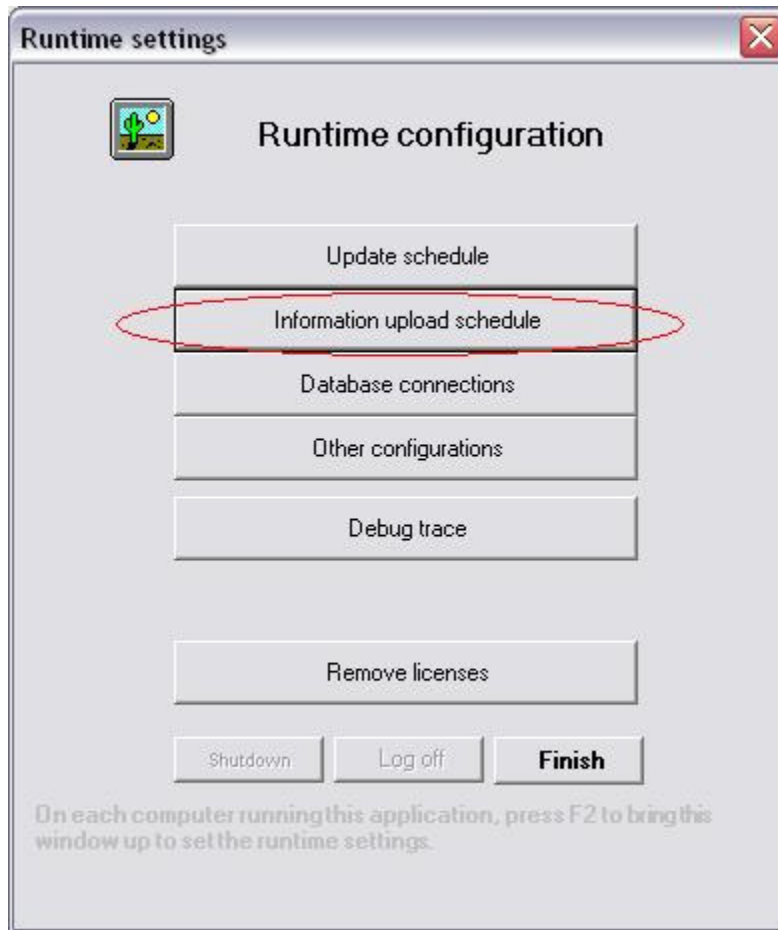 Runtime settings
Runtime configuration
Update schedule
Information upload schedule
Database connections
Other configurations
Debug trace
Remove licenses
Shutdown Log off Finish
On each computer running this application, press F2 to bring this
window up to set the runtime settings.